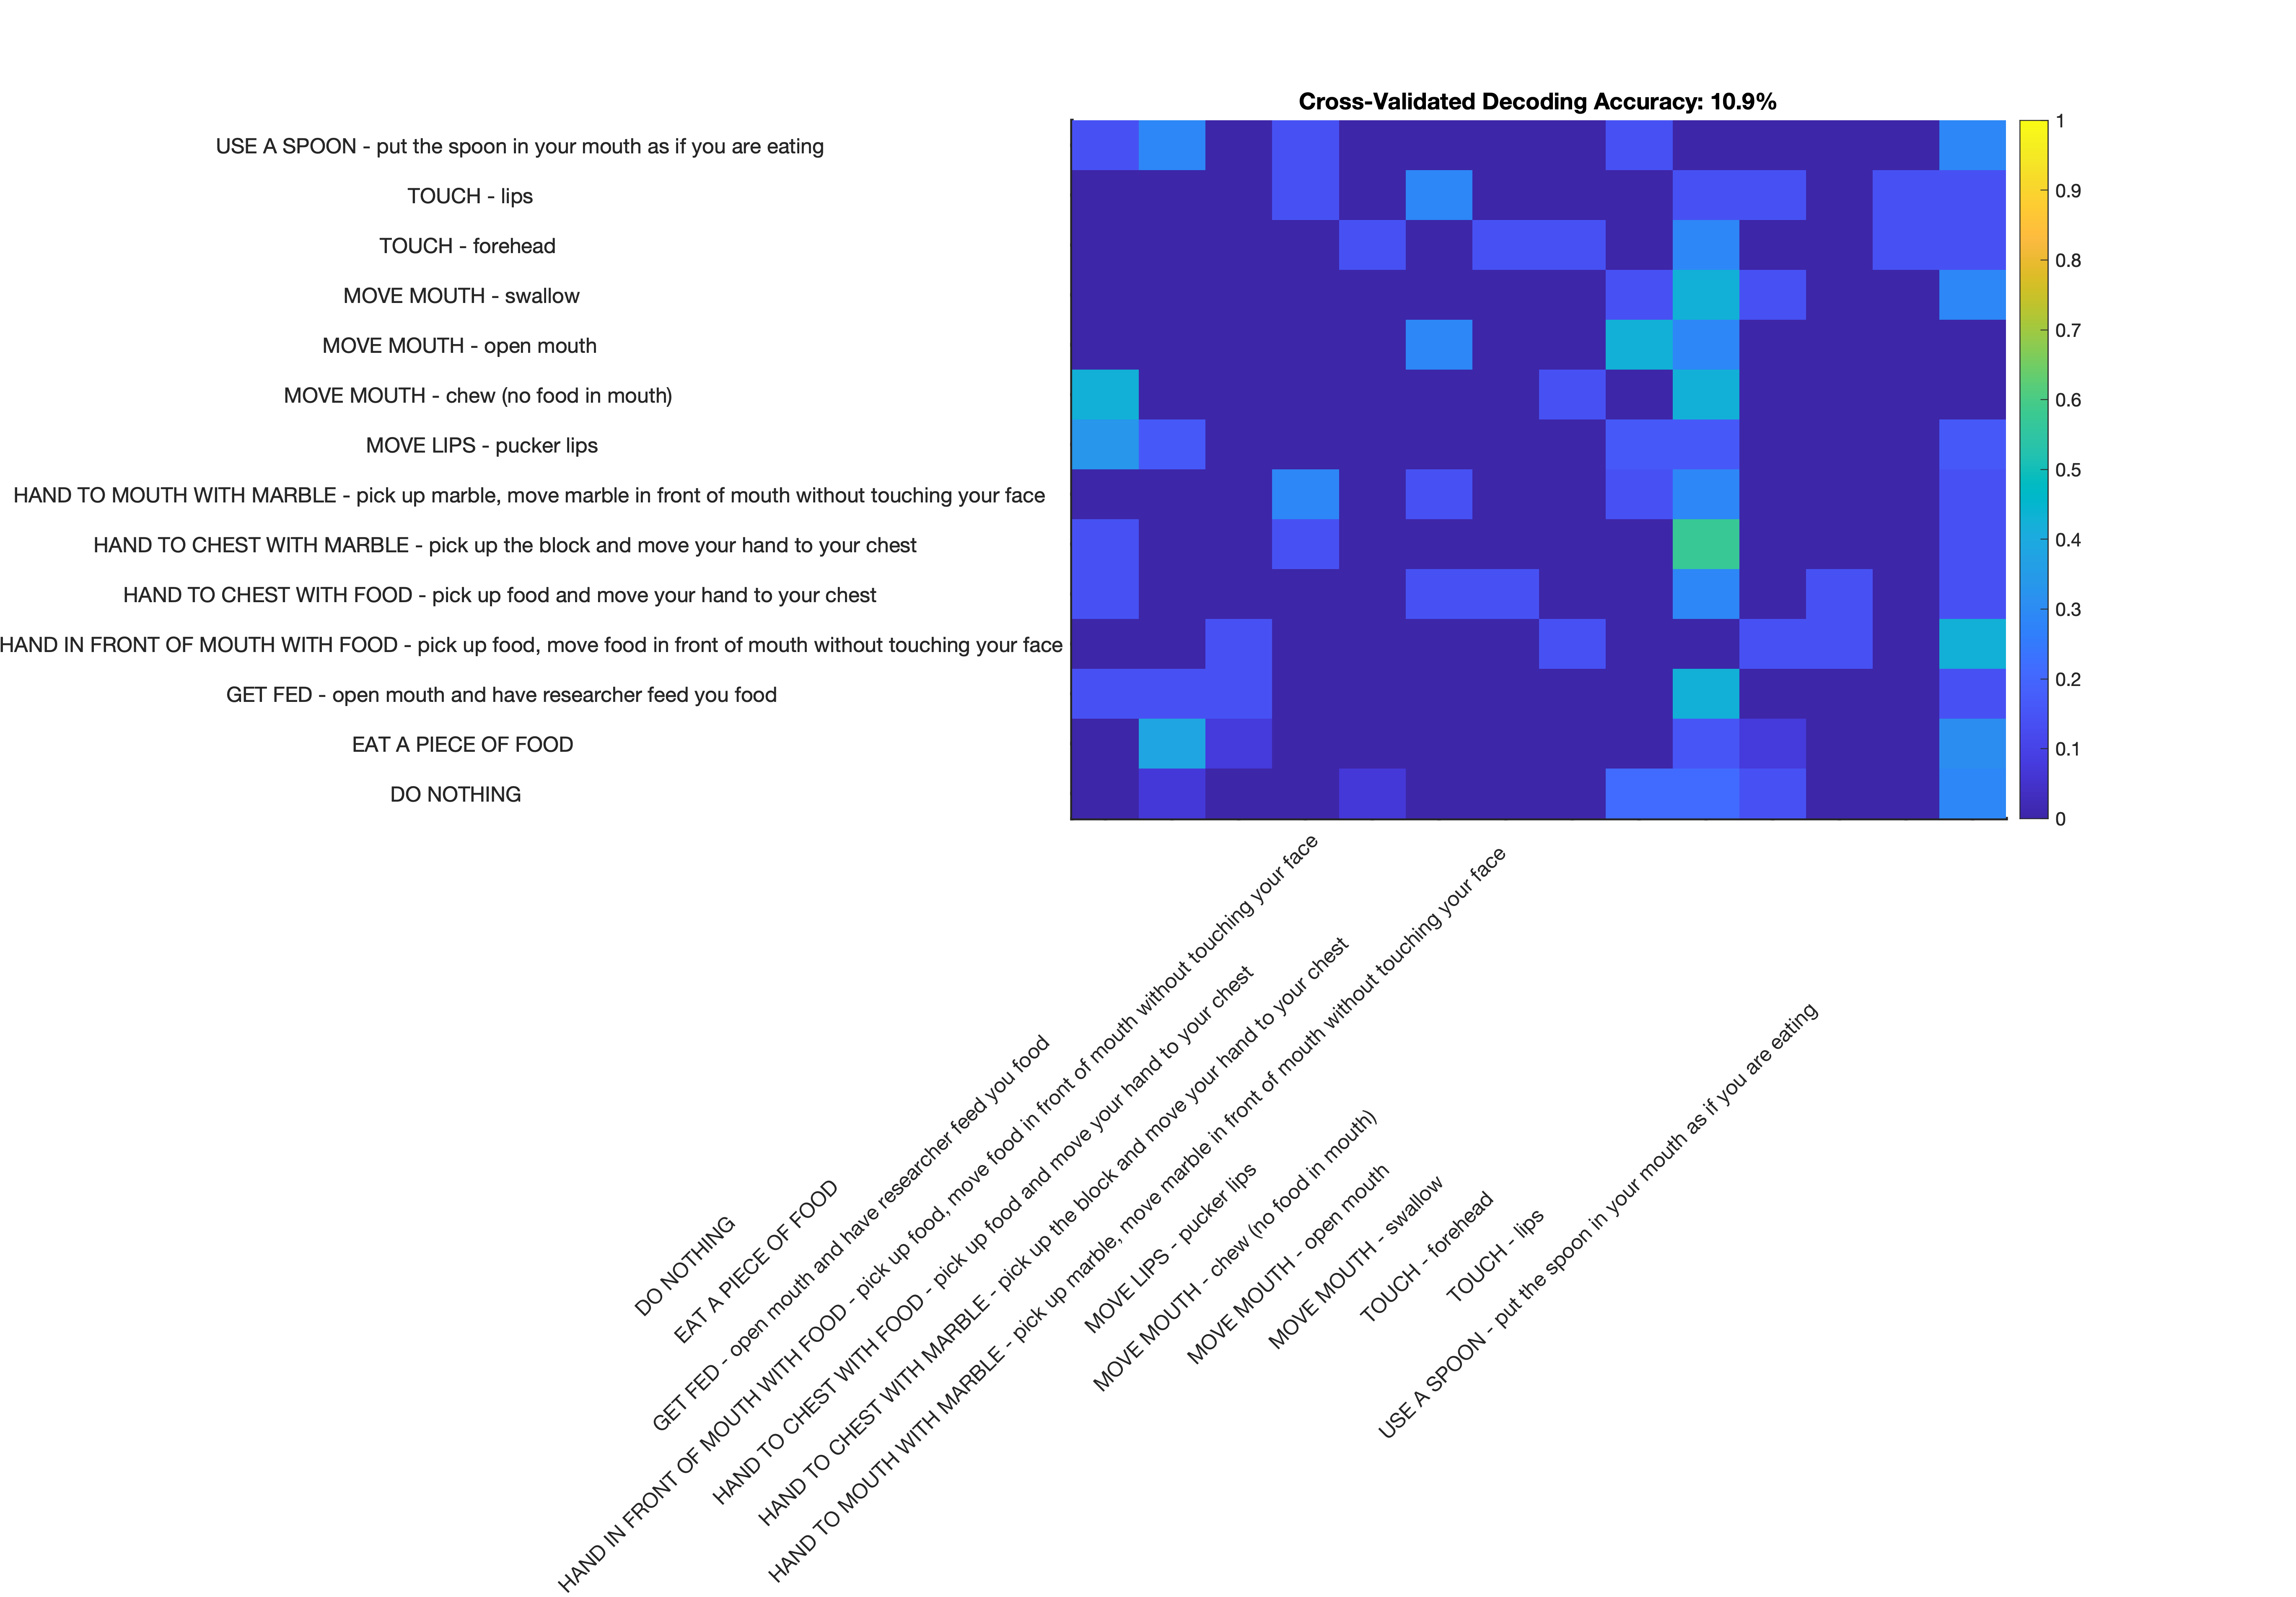 Cross-Validated Decoding Accuracy: 10.9%
USE A SPOON - put the spoon in your mouth as if you are eating
TOUCH - lips
TOUCH - forehead
MOVE MOUTH - swallow
MOVE MOUTH - open mouth
MOVE MOUTH - chew (no food in mouth)
MOVE LIPS - pucker lips
HAND TO MOUTH WITH MARBLE - pick up marble, move marble in front of mouth without touching your face
HAND TO CHEST WITH MARBLE - pick up the block and move your hand to your chest
HAND TO CHEST WITH FOOD - pick up food and move your hand to your chest
HAND IN FRONT OF MOUTH WITH FOOD - pick up food, move food in front of mouth without touching your face
GET FED - open mouth and have researcher feed you food
EAT A PIECE OF FOOD
DO NOTHING
1
0.9
0.8
0.7
0.6
0.5
0.4
0.3
0.2
0.1
0
DO NOTHING
EAT A PIECE OF FOOD
GET FED - open mouth and have researcher feed you food
HAND IN FRONT OF MOUTH WITH FOOD - pick up food, move food in front of mouth without touching your face
HAND TO CHEST WITH FOOD - pick up food and move your hand to your chest
HAND TO CHEST WITH MARBLE - pick up the block and move your hand to your chest
HAND TO MOUTH WITH MARBLE - pick up marble, move marble in front of mouth without touching your face
MOVE LIPS - pucker lips
MOVE MOUTH - chew (no food in mouth)
MOVE MOUTH - open mouth
MOVE MOUTH - swallow
TOUCH - forehead
TOUCH - lips
USE A SPOON - put the spoon in your mouth as if you are eating